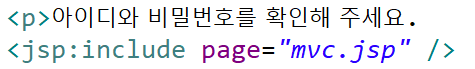 <p>아이디와 비밀번호를 확인해 주세요.
<jsp:include page="mvc.jsp" />